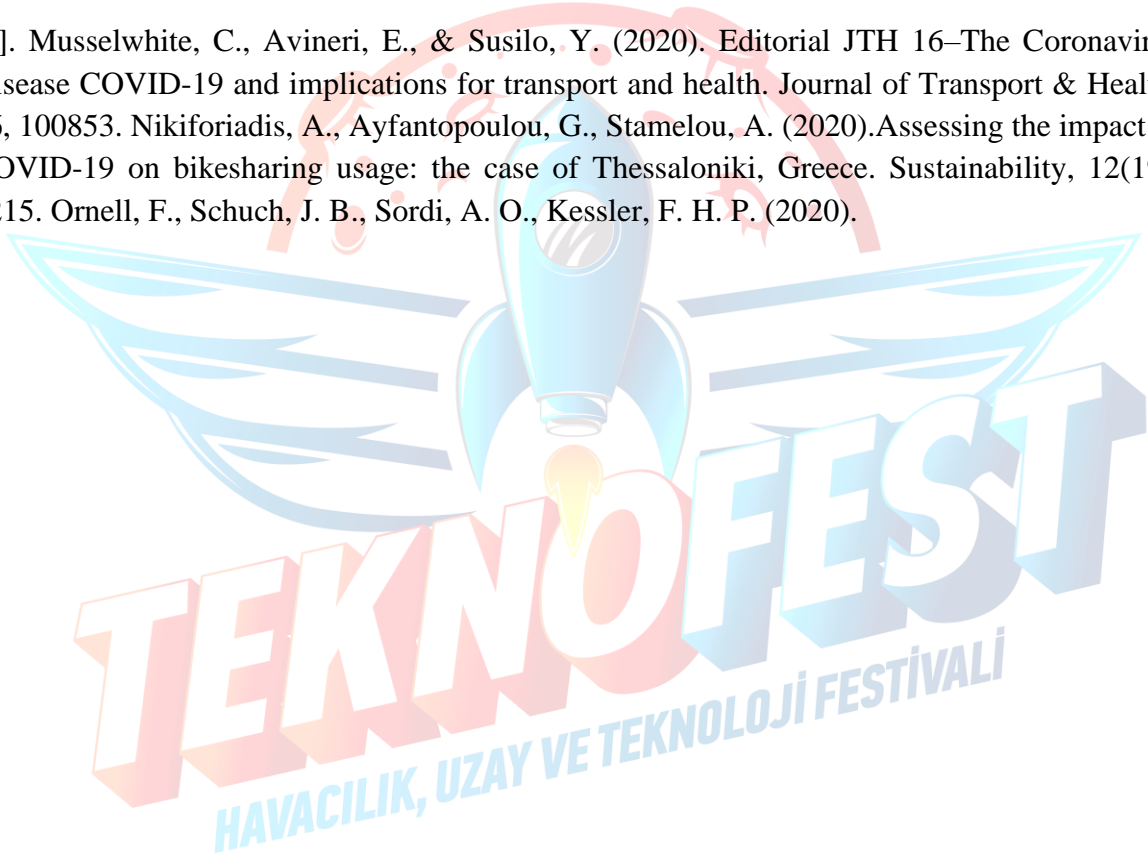 ]. Musselwhite, C., Avineri, E., & Susilo, Y. (2020). Editorial JTH 16–The Coronavir
sease COVID-19 and implications for transport and health. Journal of Transport & Heal
, 100853. Nikiforiadis, A., Ayfantopoulou, G., Stamelou, A. (2020).Assessing the impact
OVID-19 on bikesharing usage: the case of Thessaloniki, Greece. Sustainability, 12(1
215. Ornell, F., Schuch, J. B., Sordi, A. O., Kessler, F. H. P. (2020).
TEKNOFEST
HAVACILIK, UZAY VE TEKNOLOJİ FESTİVALİ